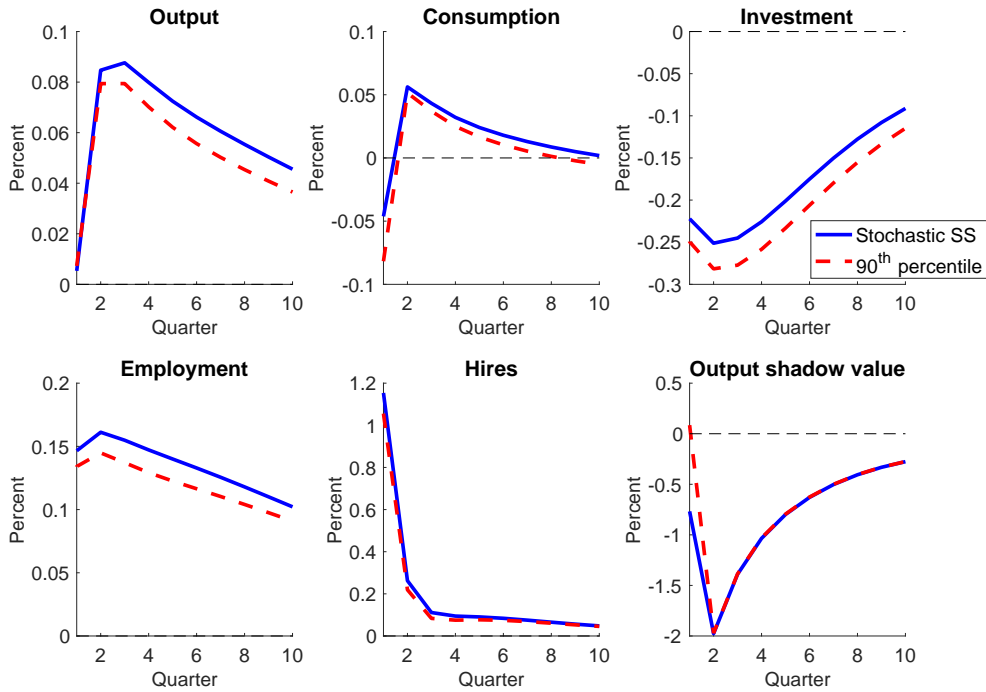 Output
Percent
0.1
0.08
0.06
0.04
0.02
0
2 4 6 8 10
Quarter
Consumption
Percent
0.1
0.05
0
-0.05
-0.1
2 4 6 8 10
Quarter
Investment
Percent
0
-0.05
-0.1
-0.15
-0.2
-0.25
-0.3
2 4 6 8 10
Quarter
Stochastic SS
90th percentile
Employment
Percent
0.2
0.15
0.1
0.05
0
2 4 6 8 10
Quarter
Hires
Percent
1.2
1
0.8
0.6
0.4
0.2
0
2 4 6 8 10
Quarter
Output shadow value
Percent
0.5
0
-0.5
-1
-1.5
-2
2 4 6 8 10
Quarter